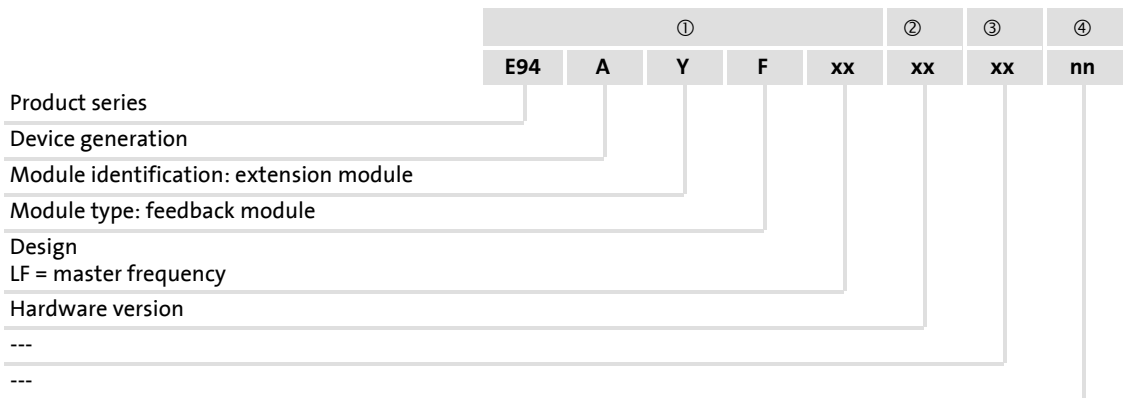 ① ② ③ ④
E94 A Y F xx xx xx nn
Product series
Device generation
Module identification: extension module
Module type: feedback module
Design
LF = master frequency
Hardware version
---
---